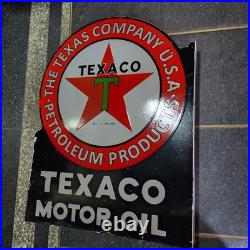 THE TEXAS COMPANY U.S.A.
TEXACO
T
PETROLEUM PRODUCTS
TEXACO
MOTOR OIL